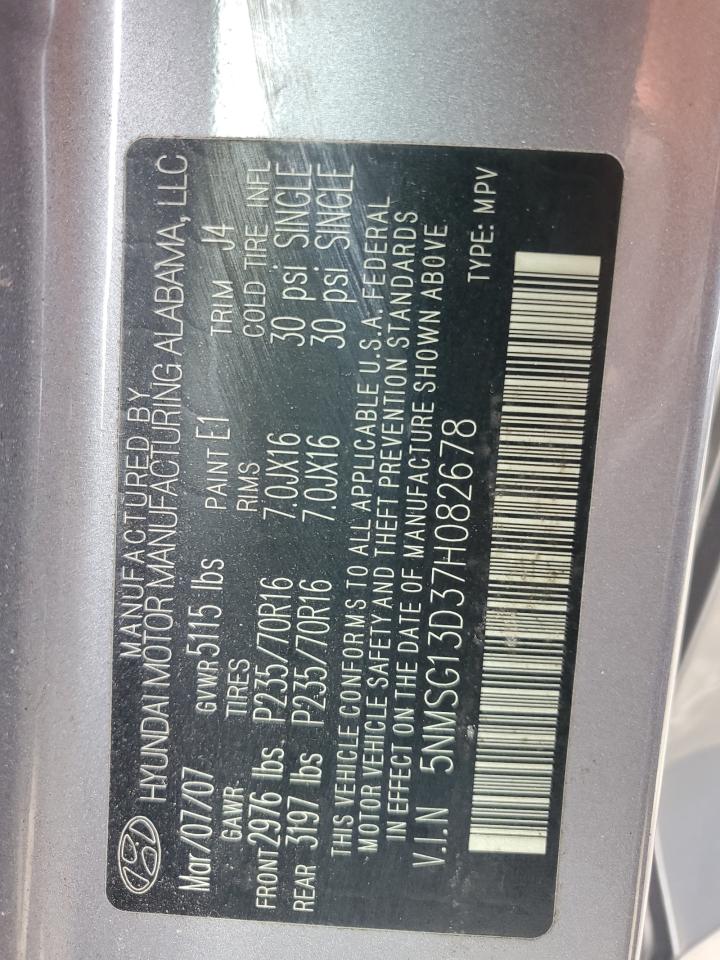 MANUFACTURED BY
HYUNDAI MOTOR MANUFACTURING ALABAMA, LLC
Mar/07/07 GVWR 5115 lbs PAINT E1 TRIM J4
GAWR TIRES RIMS COLD TIRE INFL
FRONT 2976 lbs. P235/70R16 7.0JX16 30 psi SINGLE
REAR 3197 lbs P235/70R16 7.0JX16 30 psi SINGLE
THIS VEHICLE CONFORMS TO ALL APPLICABLE U.S.A. FEDERAL
MOTOR VEHICLE SAFETY AND THEFT PREVENTION STANDARDS
IN EFFECT ON THE DATE OF MANUFACTURE SHOWN ABOVE
V.I.N 5NMSG13D37H082678
TYPE: MPV